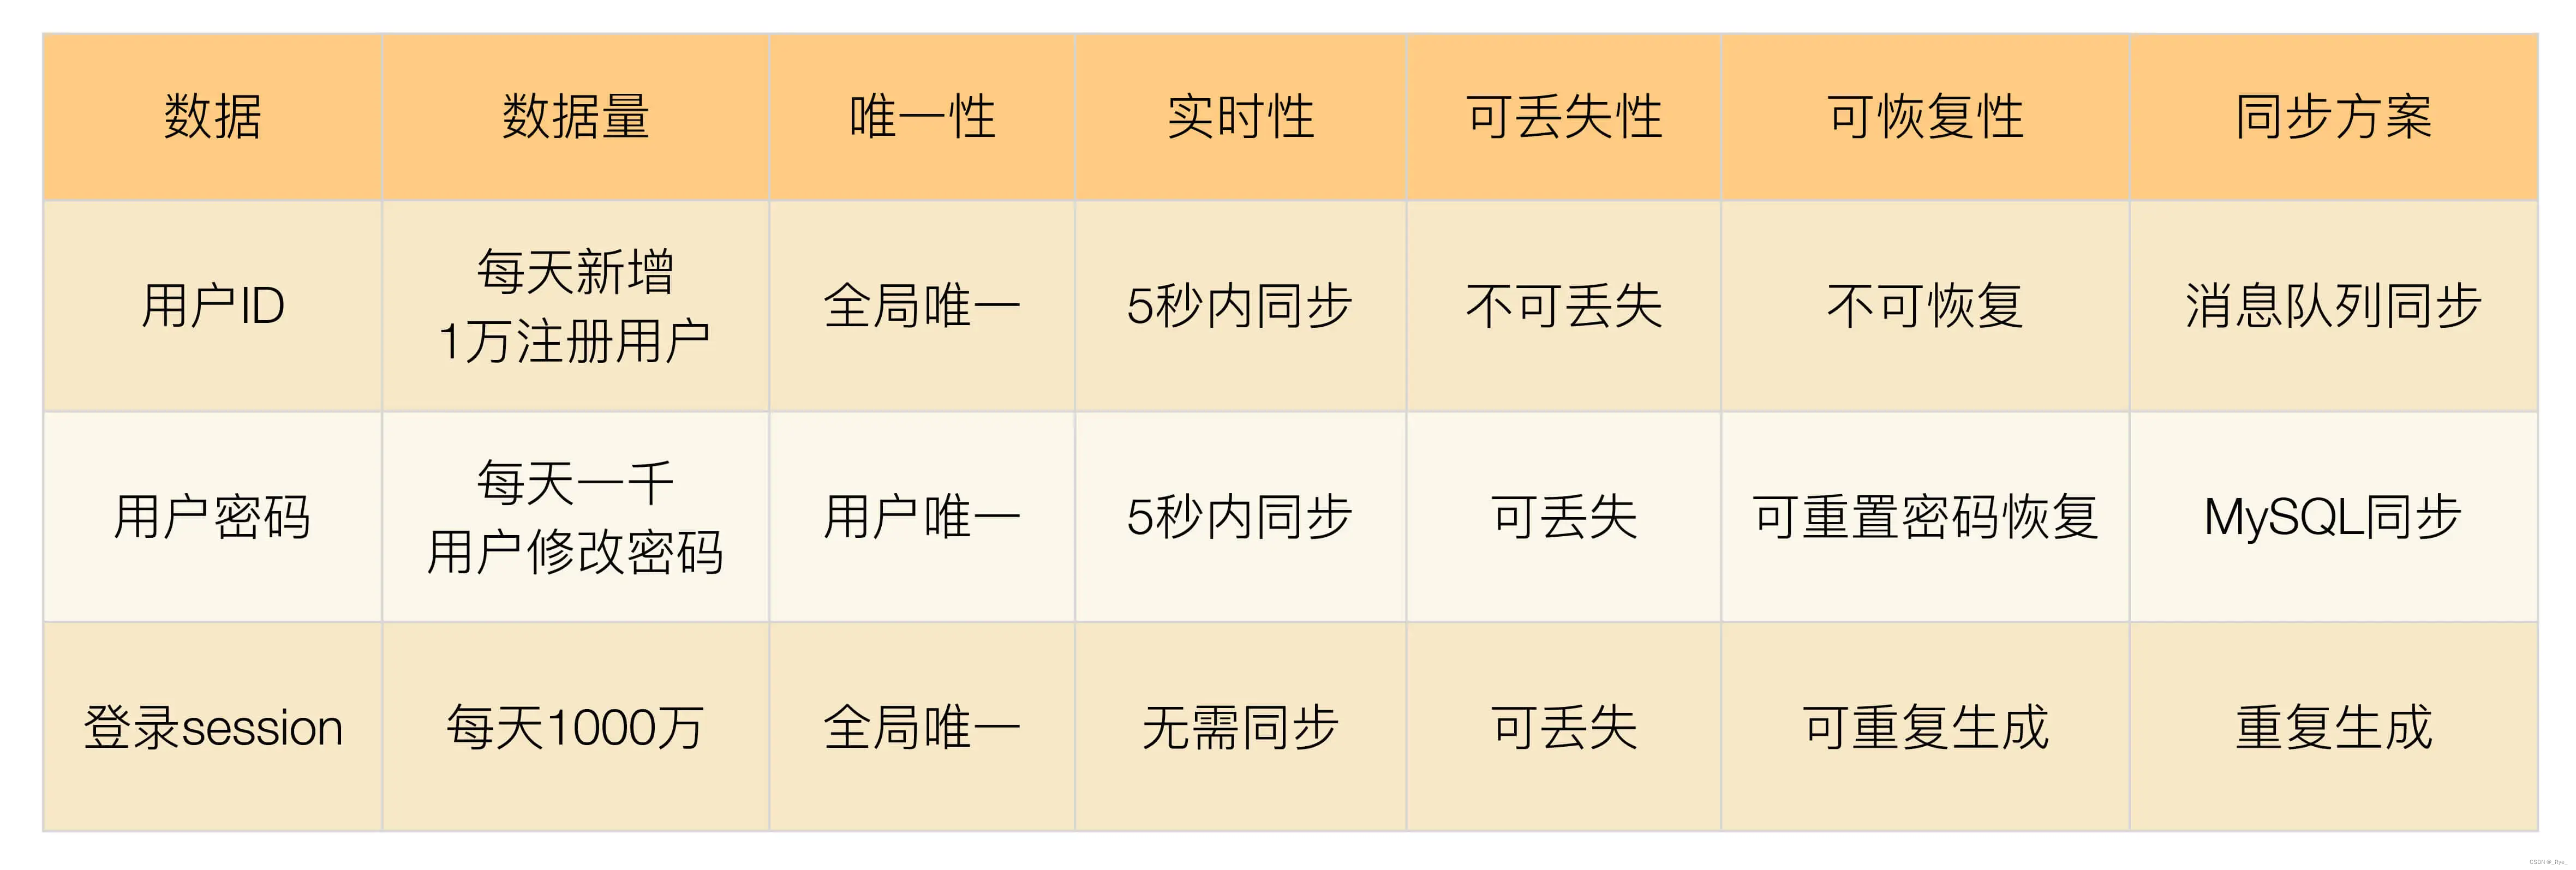 数据 数据量 唯一性 实时性 可丢失性 可恢复性 同步方案
用户ID 每天新增 全局唯一 5秒内同步 不可丢失 不可恢复 消息队列同步
1万注册用户
用户密码 每天一千 用户唯一 5秒内同步 可丢失 可重置密码恢复 MySQL同步
用户修改密码
登录session 每天1000万 全局唯一 无需同步 可丢失 可重复生成 重复生成
CSDN @_Ryu_